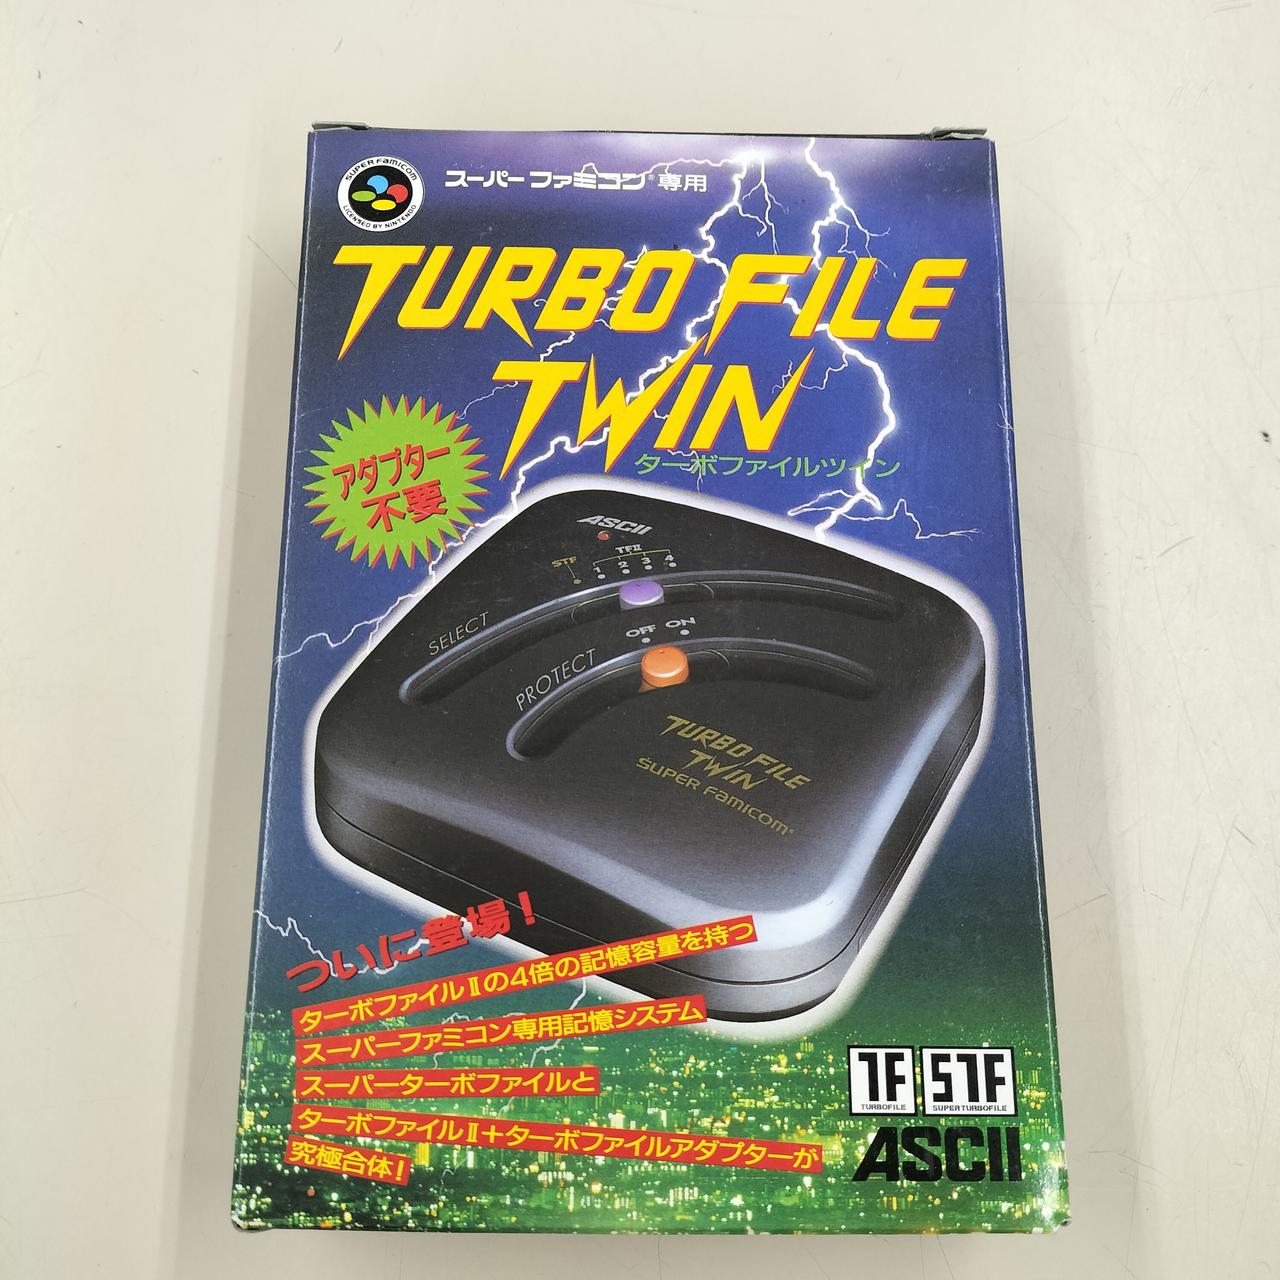 SUPER FAMICOM
LICENSED BY NINTENDO
スーパーファミコン®専用
TURBO FILE
TWIN
ターボファイルツイン
アダプター
不要
ASCII
STF
TFII
1 2 3 4
SELECT
OFF ON
PROTECT
TURBO FILE
TWIN
SUPER FAMICOM
ついに登場!
ターボファイルⅡの4倍の記憶容量を持つ
スーパーファミコン専用記憶システム
スーパーターボファイルと
ターボファイルⅡ+ターボファイルアダプターが
究極合体!
TF
TURBOFILE
STF
SUPER TURBOFILE
ASCII